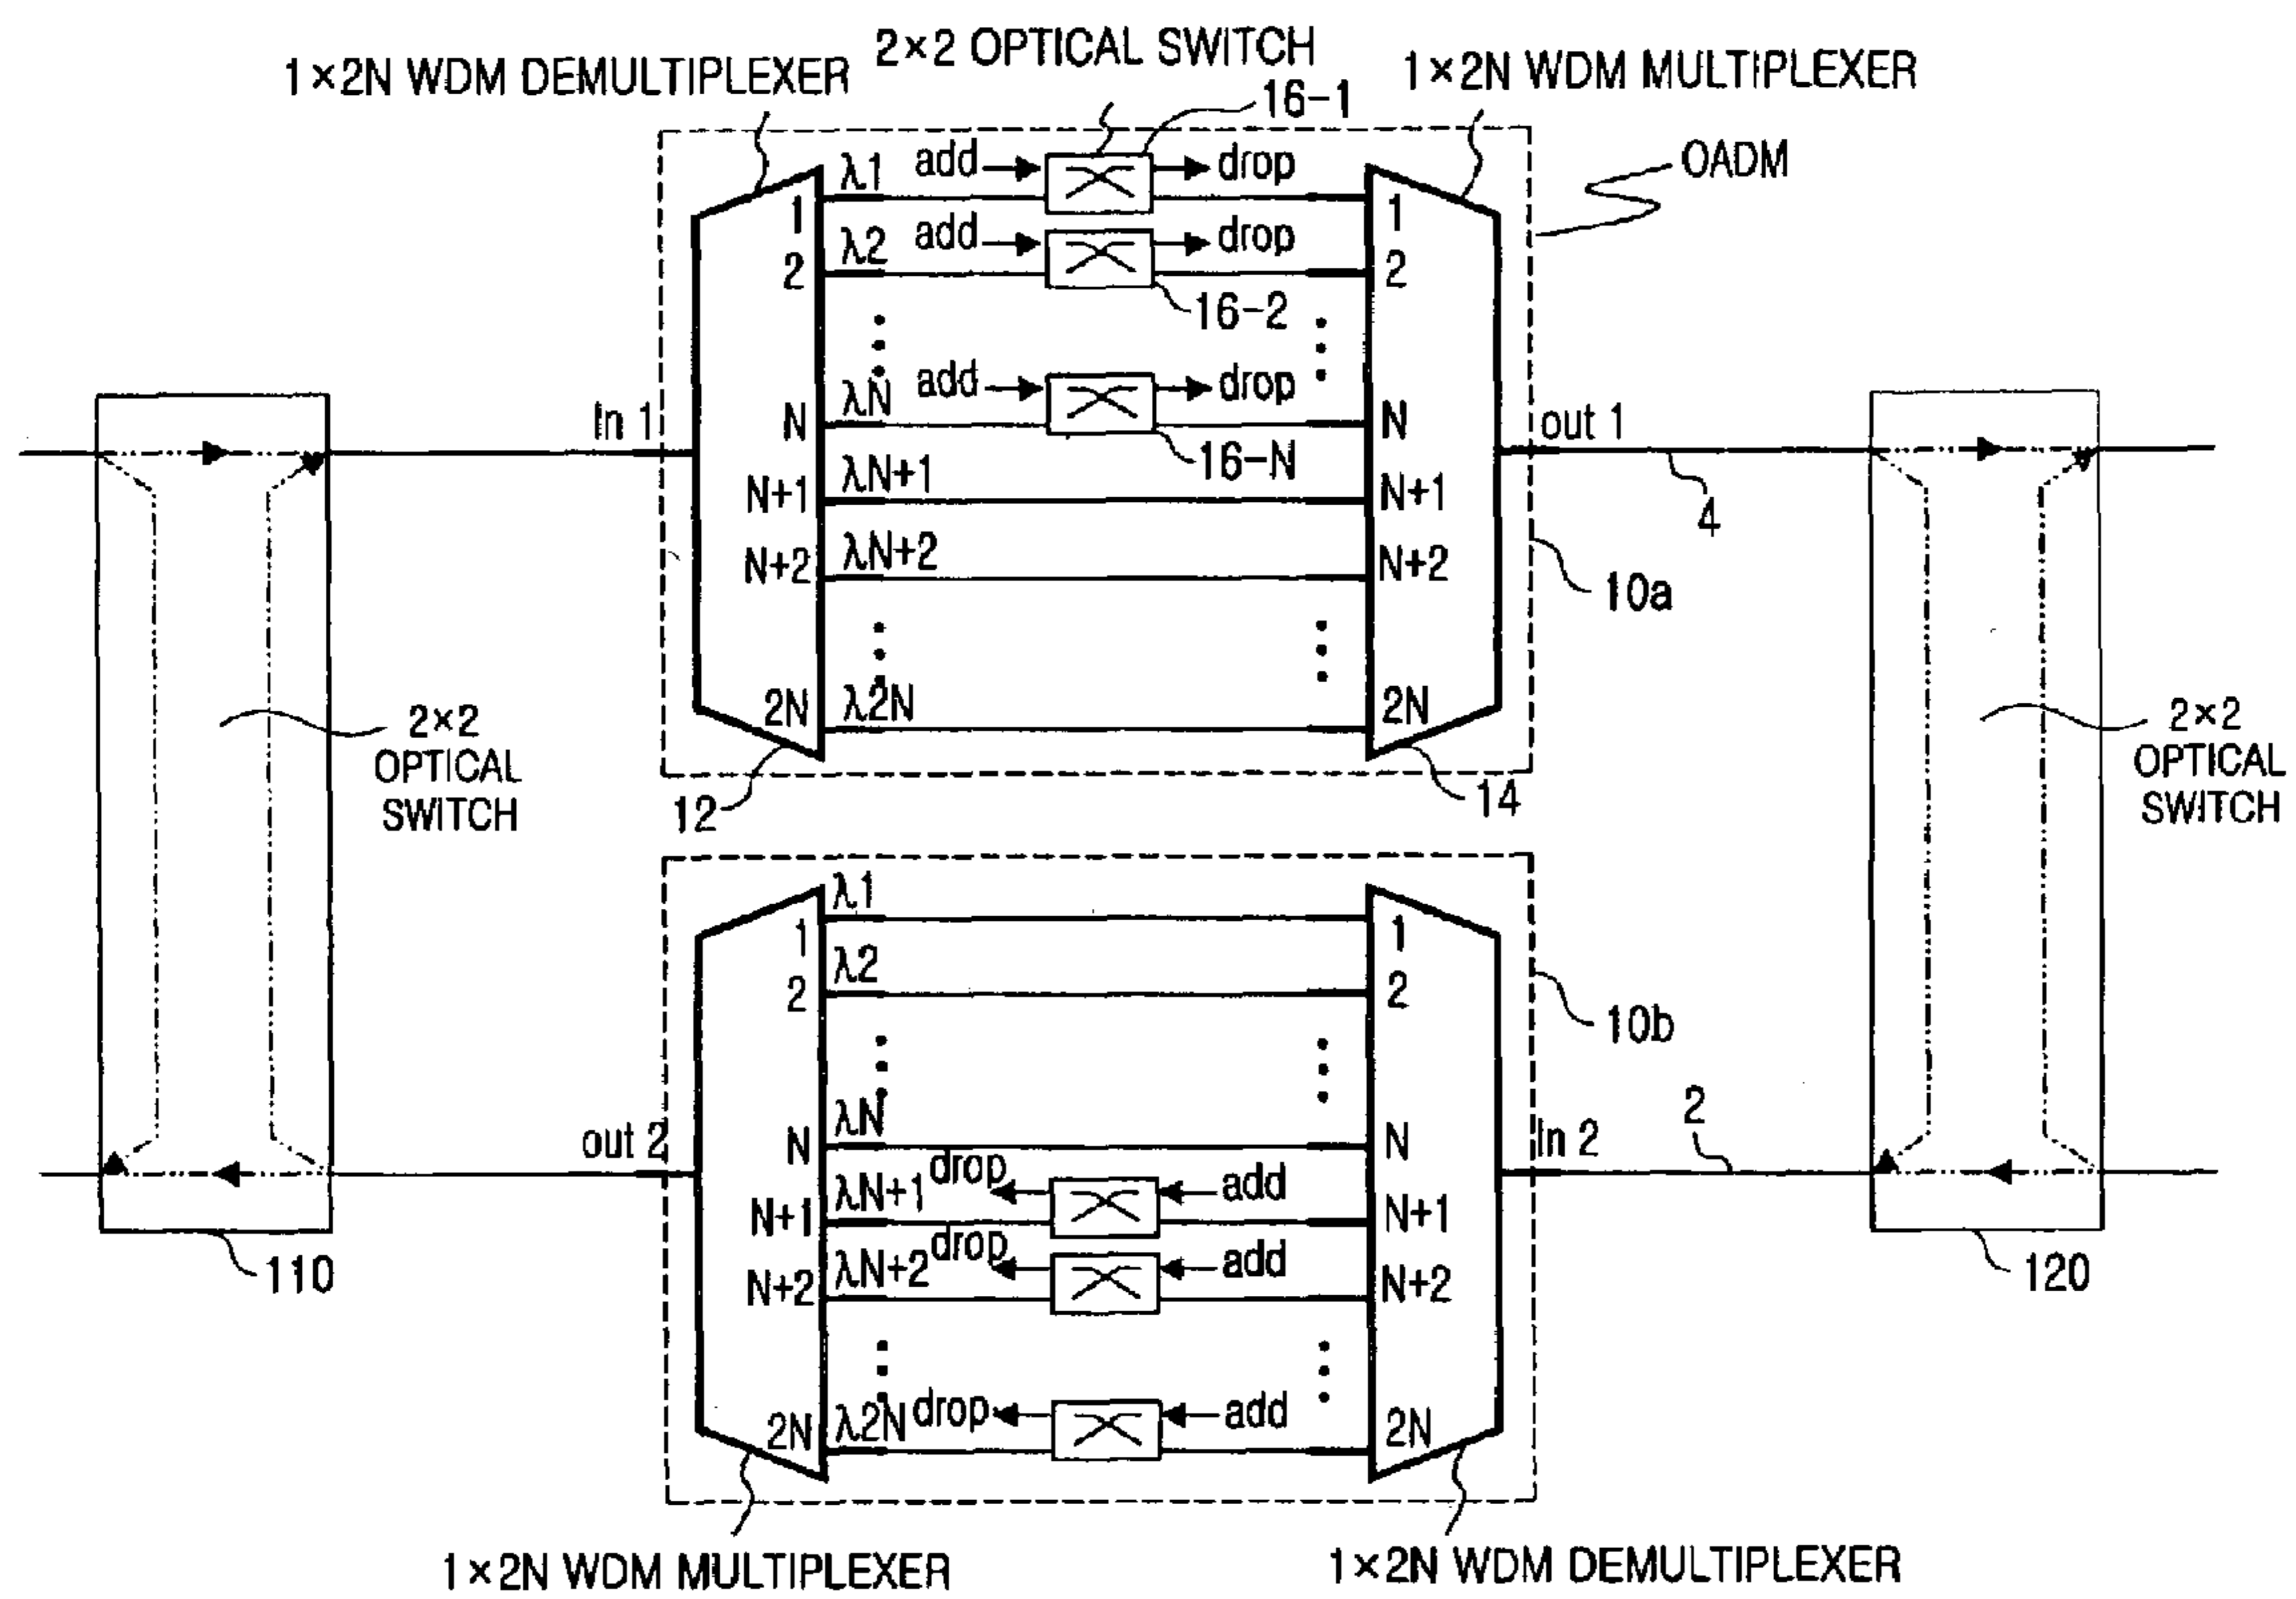 2×2 OPTICAL SWITCH
1×2N WDM DEMULTIPLEXER
1×2N WDM MULTIPLEXER
16-1
OADM
λ1 add drop
1 1
λ2 add drop
2 2
16-2
λN add drop
N N
In 1
out 1
16-N
N+1 λN+1 N+1
4
N+2 λN+2 N+2
10a
2N λ2N 2N
2×2
OPTICAL
SWITCH
2×2
OPTICAL
SWITCH
12
14
λ1
1 1
λ2
2 2
10b
λN
N N
out 2
In 2
2
drop add
λN+1
N+1 N+1
drop add
λN+2
N+2 N+2
110
120
λ2N drop add
2N 2N
1×2N WDM MULTIPLEXER
1×2N WDM DEMULTIPLEXER